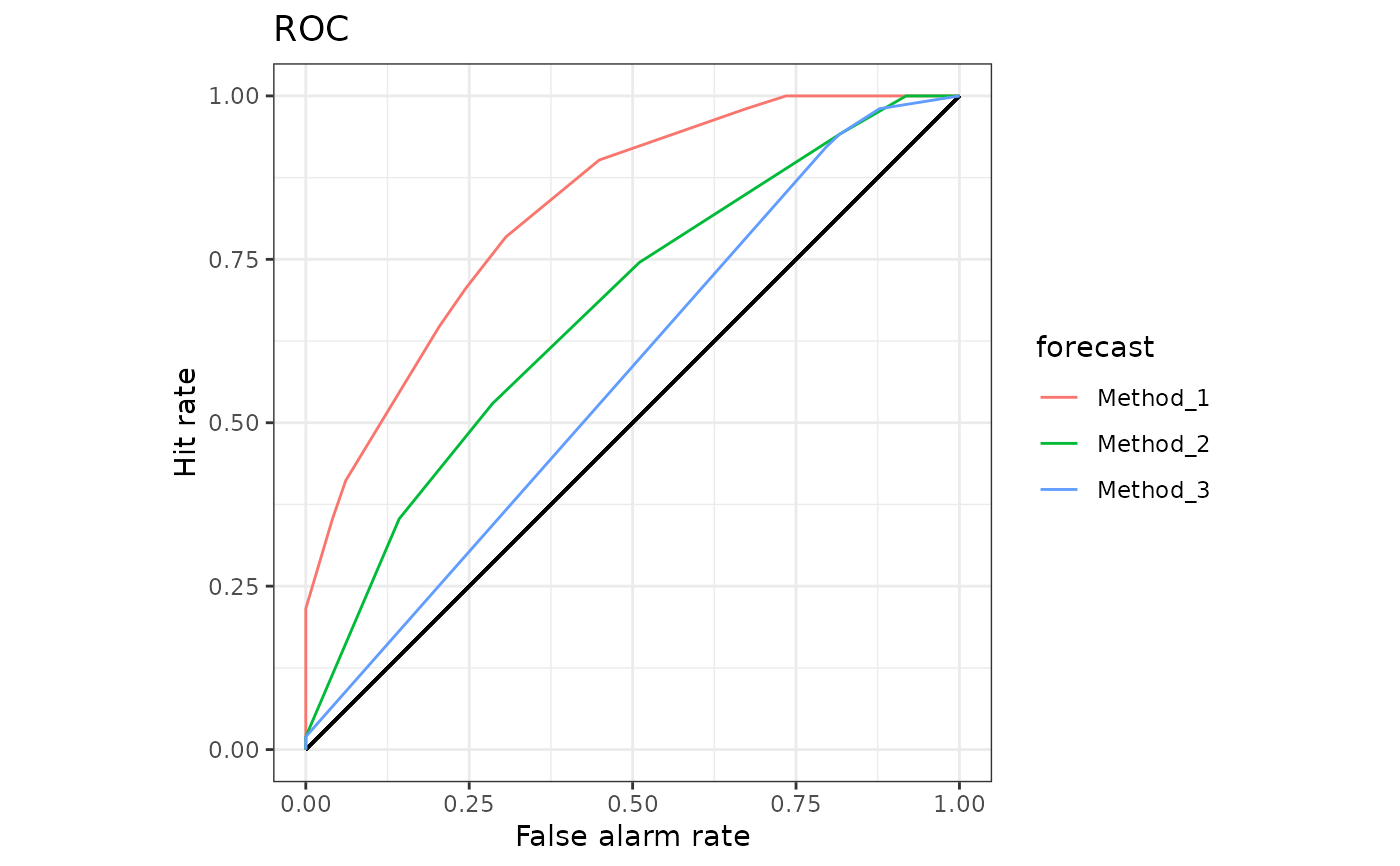 ROC
1.00
0.75
0.50
0.25
0.00
Hit rate
0.00 0.25 0.50 0.75 1.00
False alarm rate
forecast
Method_1
Method_2
Method_3